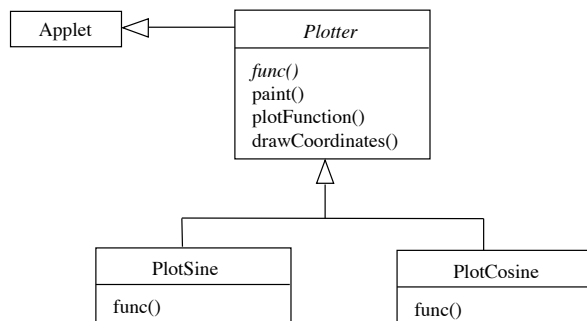 Applet
Plotter
func()
paint()
plotFunction()
drawCoordinates()
PlotSine
func()
PlotCosine
func()